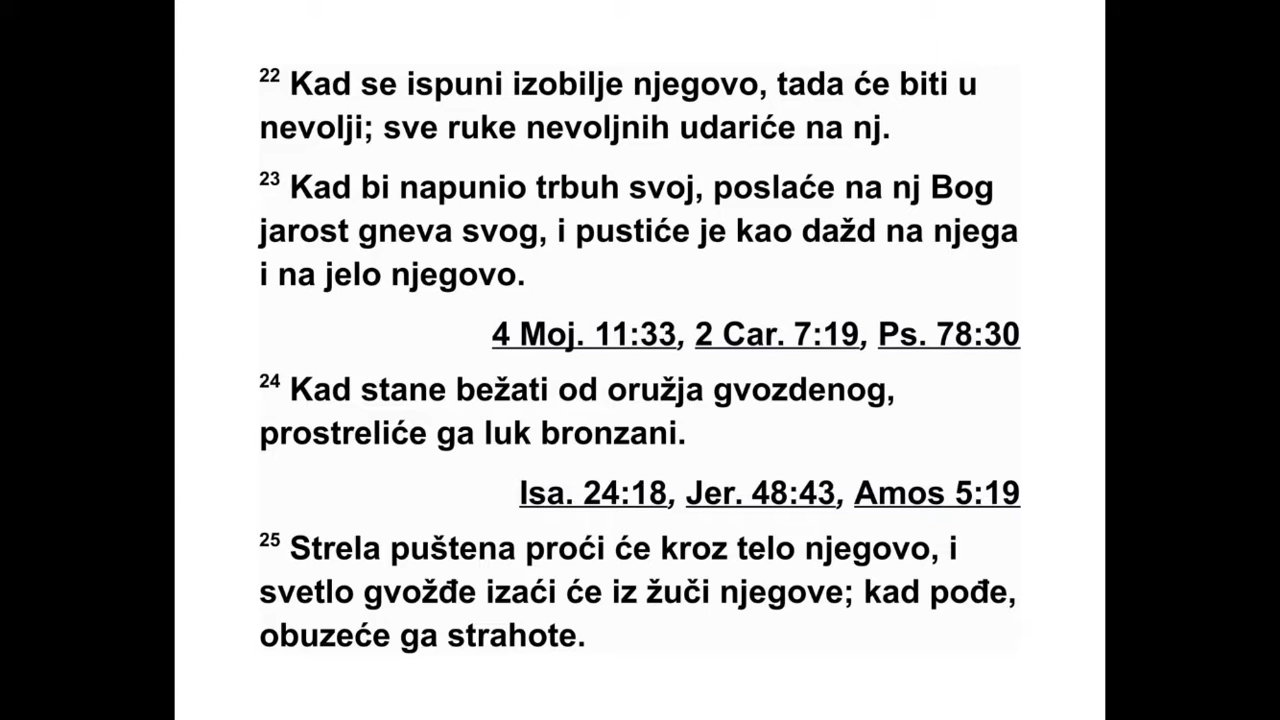 22 Kad se ispuni izobilje njegovo, tada će biti u
nevolji; sve ruke nevoljnih udariće na nj.
23 Kad bi napunio trbuh svoj, poslaće na nj Bog
jarost gneva svog, i pustiće je kao dažd na njega
i na jelo njegovo.
4 Moj. 11:33, 2 Car. 7:19, Ps. 78:30
24 Kad stane bežati od oružja gvozdenog,
prostreliće ga luk bronzani.
Isa. 24:18, Jer. 48:43, Amos 5:19
25 Strela puštena proći će kroz telo njegovo, i
svetlo gvožđe izaći će iz žuči njegove; kad pođe,
obuzeće ga strahote.